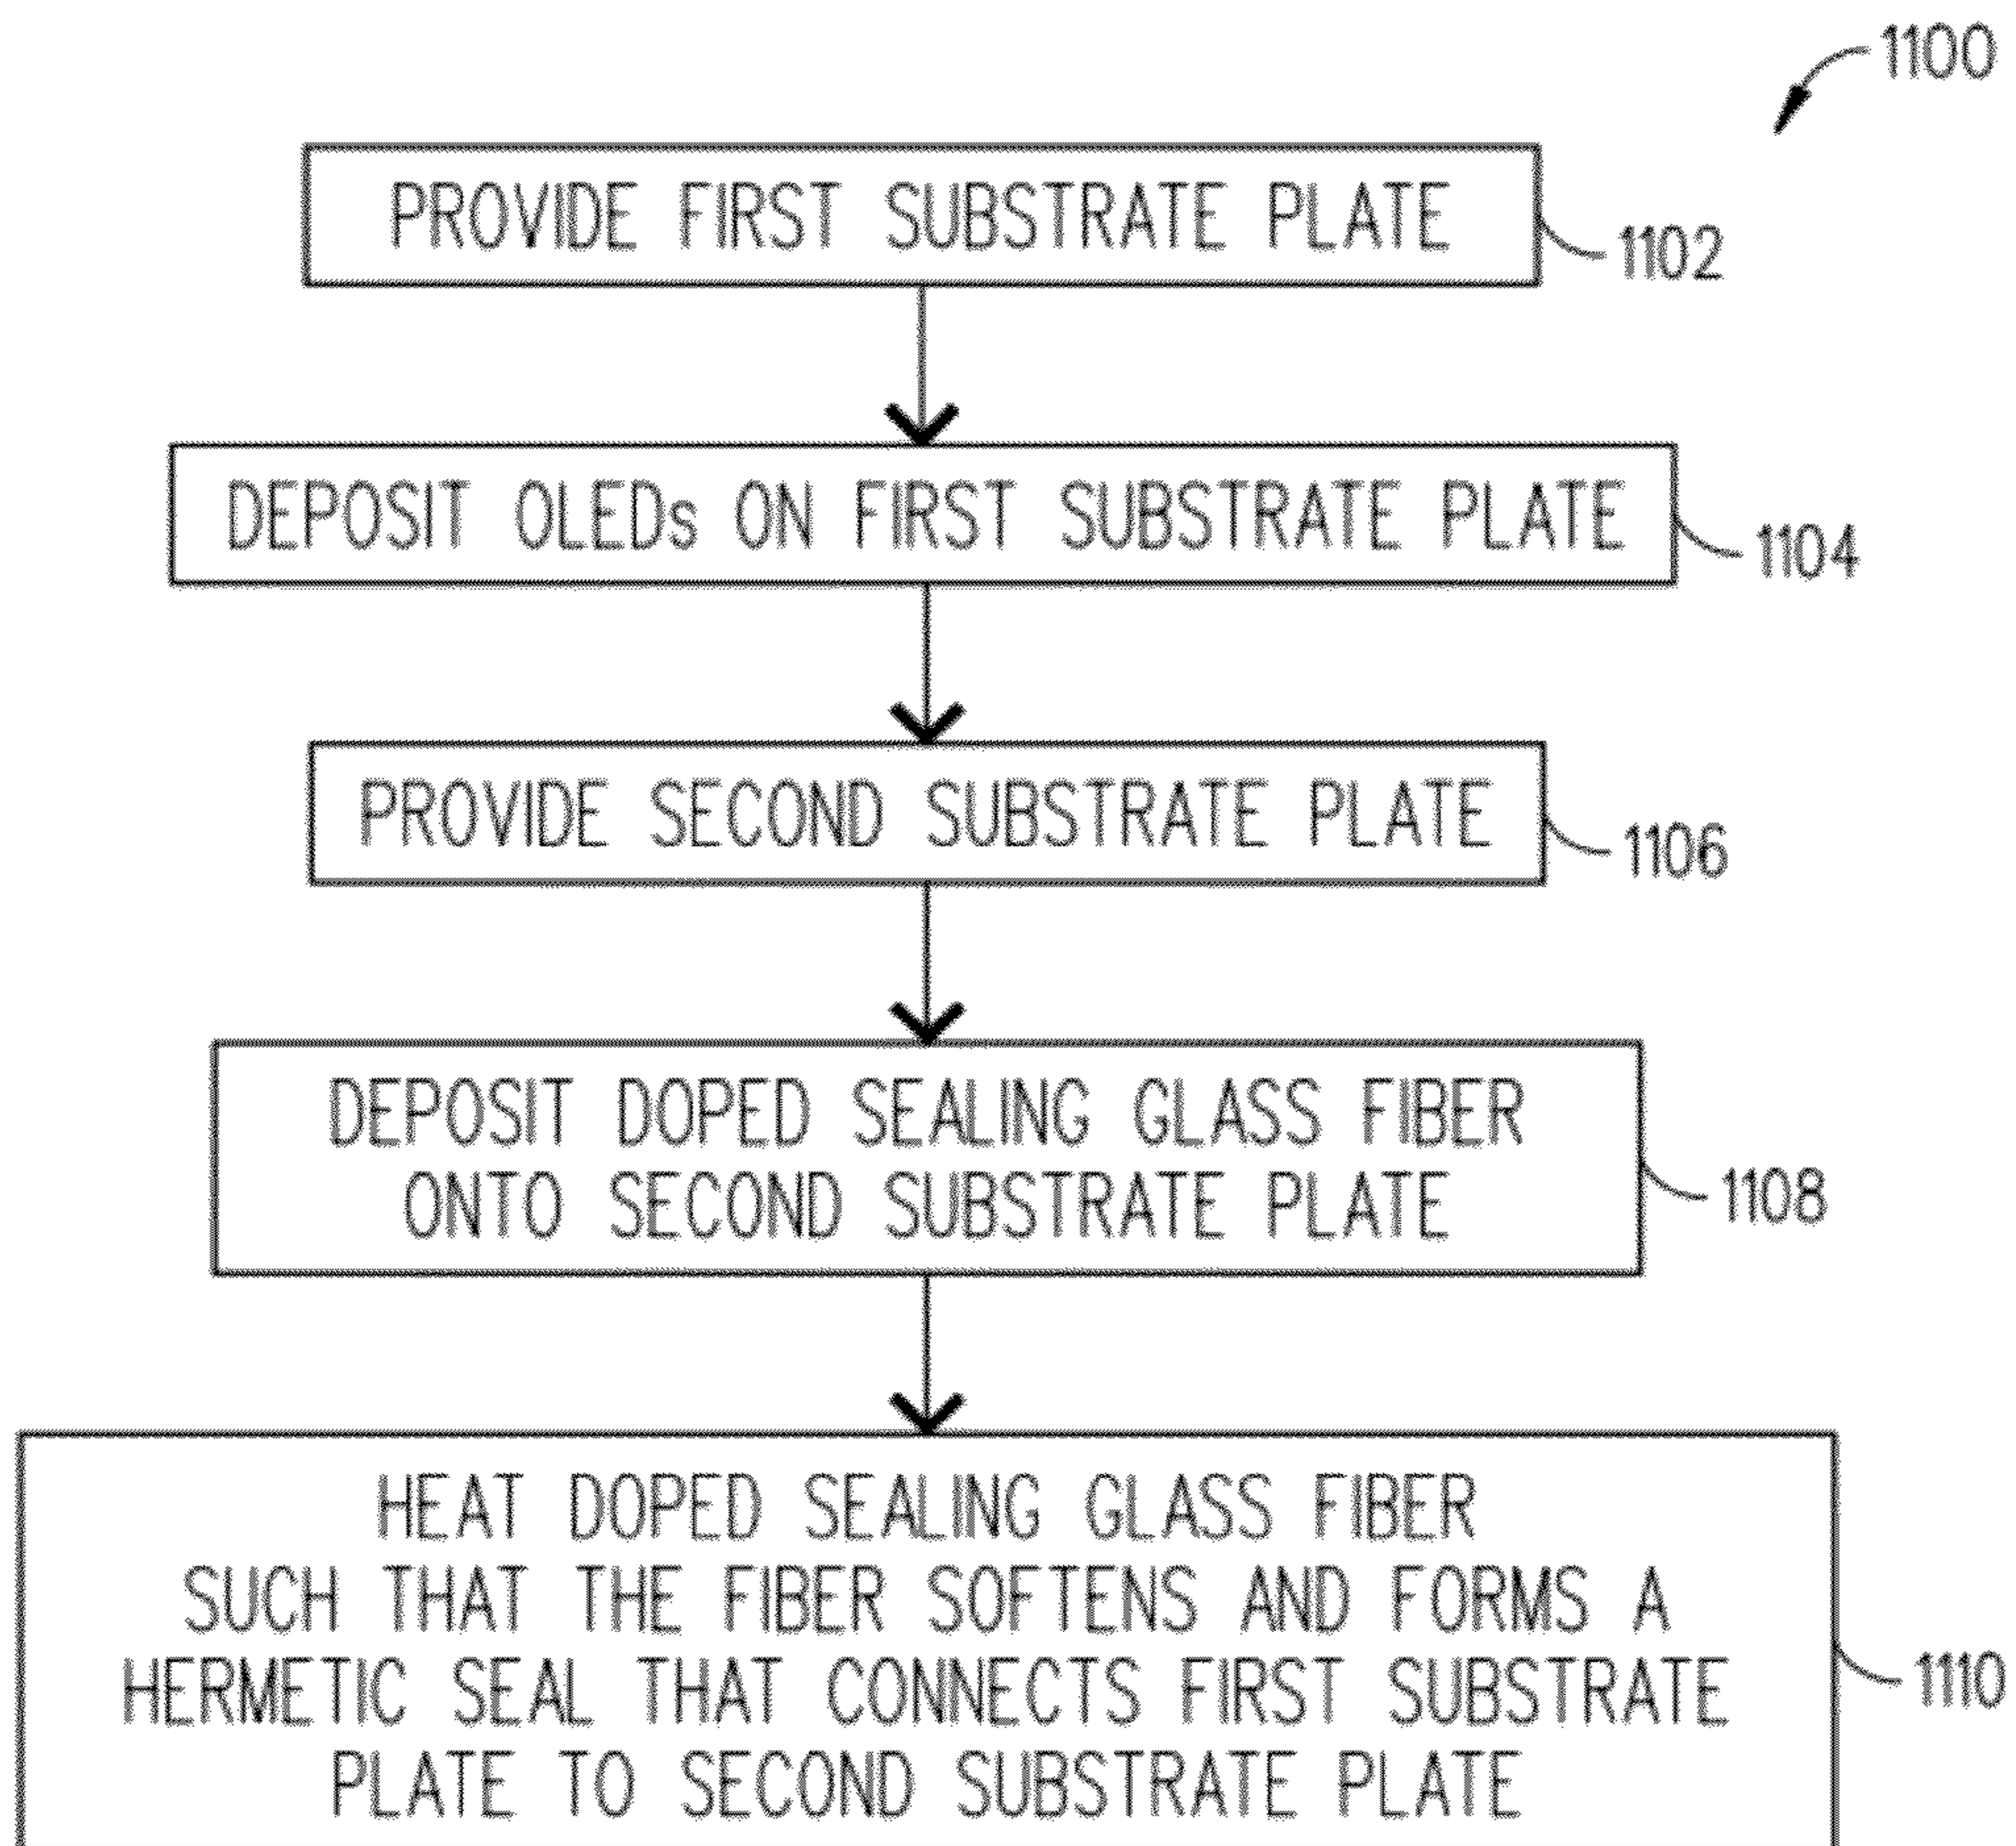 1100
PROVIDE FIRST SUBSTRATE PLATE
1102
DEPOSIT OLEDs ON FIRST SUBSTRATE PLATE
1104
PROVIDE SECOND SUBSTRATE PLATE
1106
DEPOSIT DOPED SEALING GLASS FIBER
ONTO SECOND SUBSTRATE PLATE
1108
HEAT DOPED SEALING GLASS FIBER
SUCH THAT THE FIBER SOFTENS AND FORMS A
HERMETIC SEAL THAT CONNECTS FIRST SUBSTRATE
PLATE TO SECOND SUBSTRATE PLATE
1110